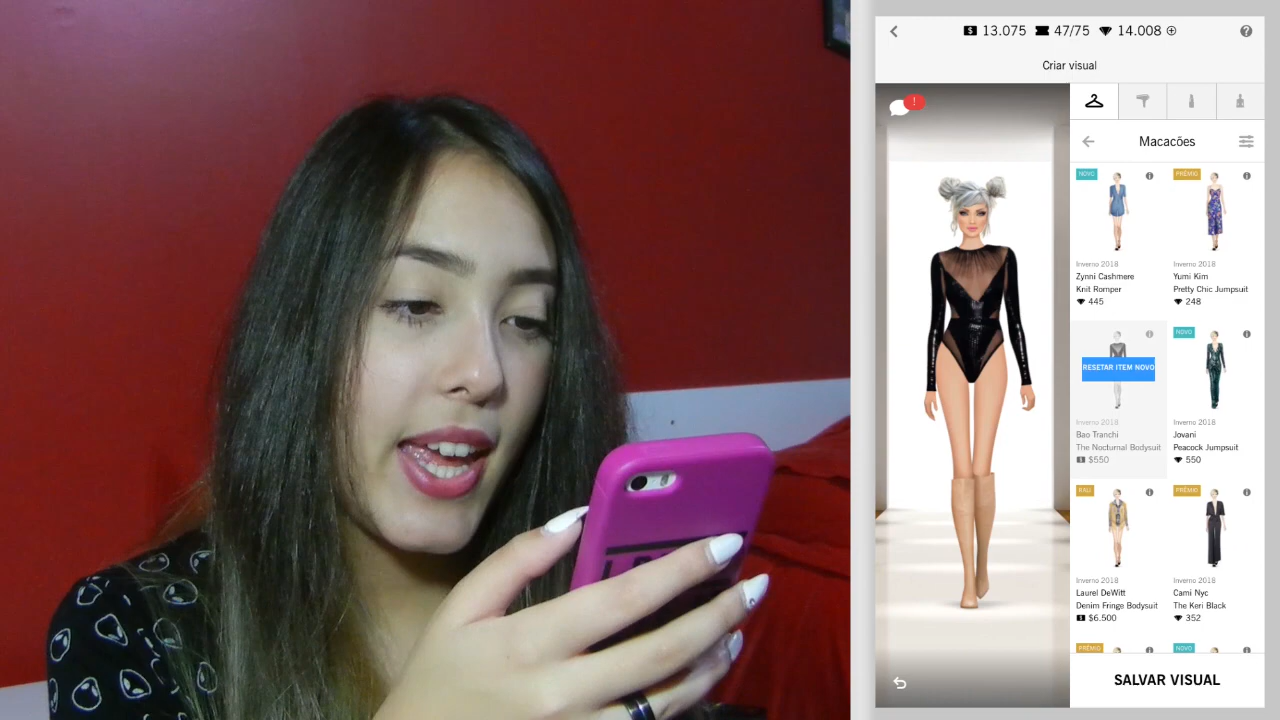 13.075 47/75 14.008
Criar visual
!
Macacões
NOVO
PRÊMIO
Inverno 2018
Zynni Cashmere
Knit Romper
445
Inverno 2018
Yumi Kim
Pretty Chic Jumpsuit
248
RESETAR ITEM NOVO
NOVO
Inverno 2018
Bao Tranchi
The Nocturnal Bodysuit
$550
Inverno 2018
Jovani
Peacock Jumpsuit
550
RALI
PRÊMIO
Inverno 2018
Laurel DeWitt
Denim Fringe Bodysuit
$6.500
Inverno 2018
Cami Nyc
The Keri Black
352
PRÊMIO
NOVO
SALVAR VISUAL